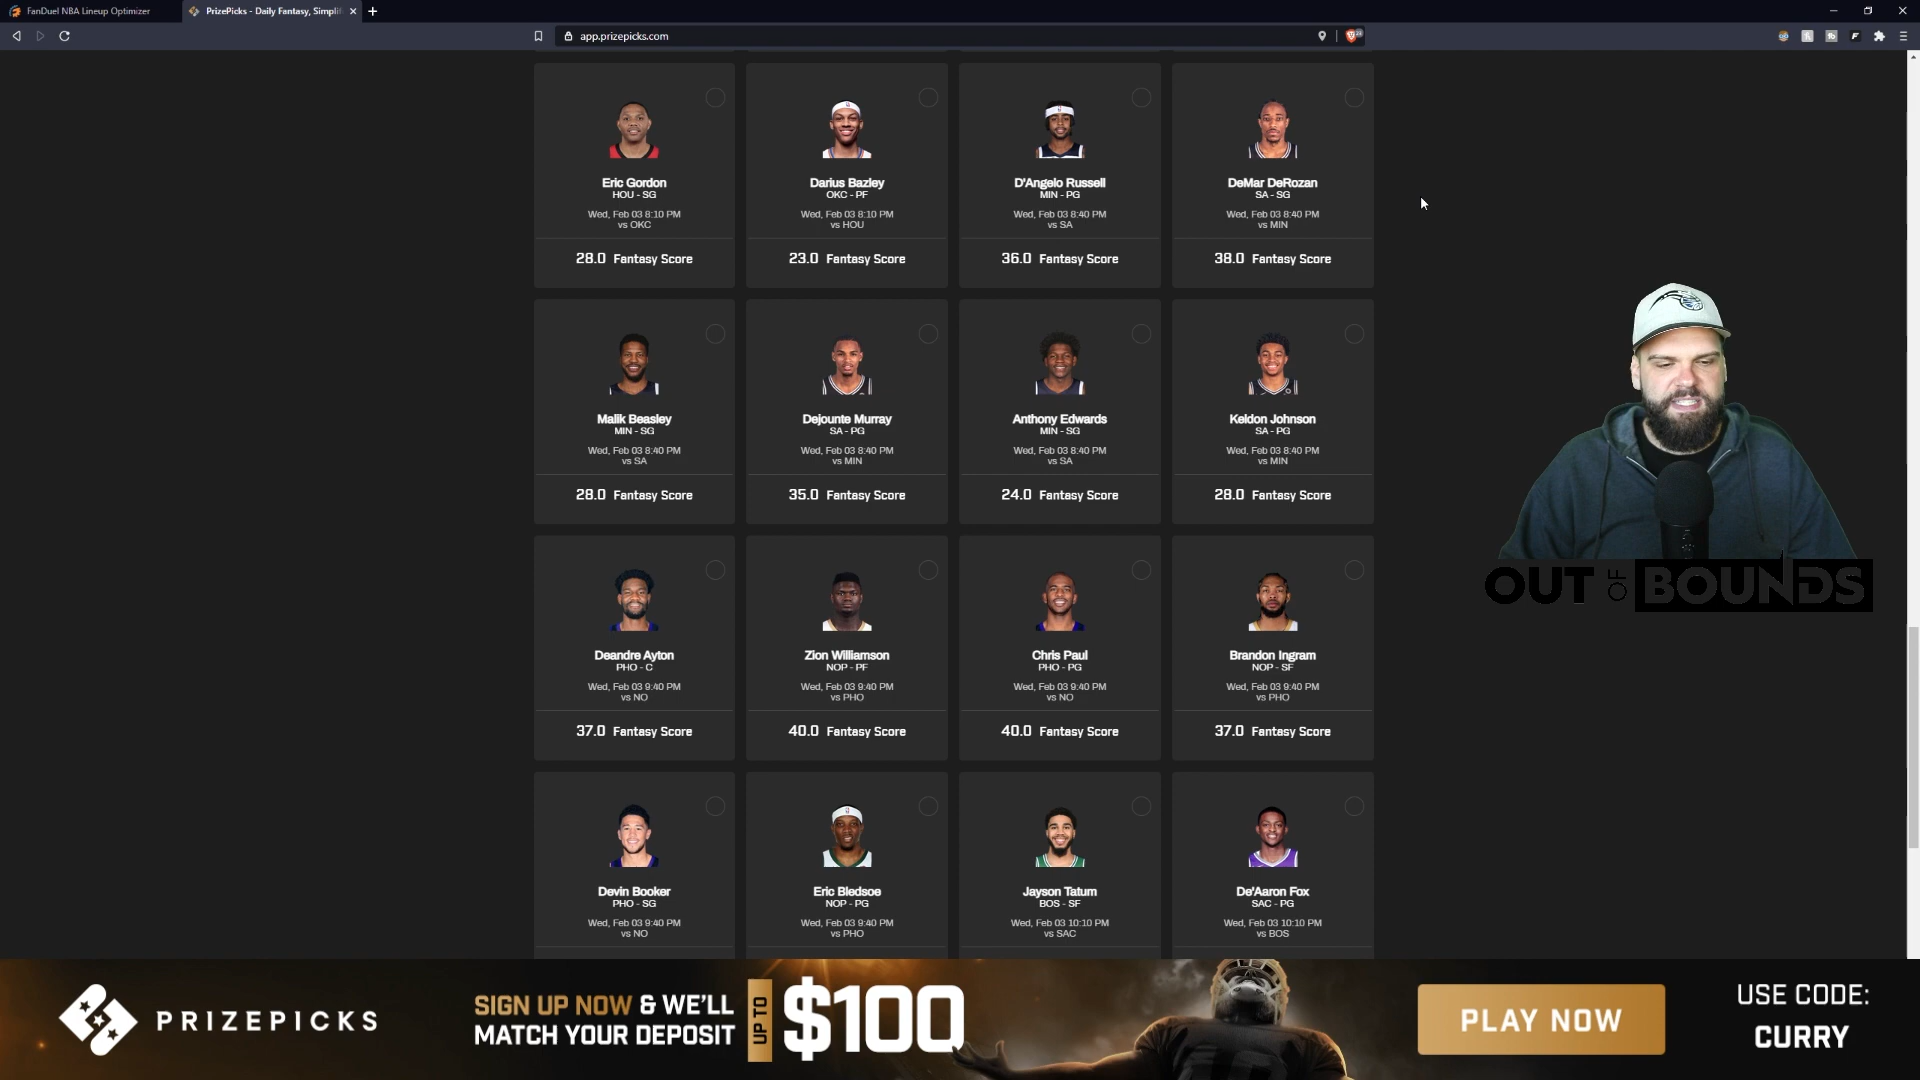 FanDuel NBA Lineup Optimizer
PrizePicks - Daily Fantasy, Simplifi
app.prizepicks.com
Eric Gordon
HOU - SG
Wed, Feb 03 8:10 PM
vs OKC
28.0 Fantasy Score
Darius Bazley
OKC - PF
Wed, Feb 03 8:10 PM
vs HOU
23.0 Fantasy Score
D'Angelo Russell
MIN - PG
Wed, Feb 03 8:40 PM
vs SA
36.0 Fantasy Score
DeMar DeRozan
SA - SG
Wed, Feb 03 8:40 PM
vs MIN
38.0 Fantasy Score
Malik Beasley
MIN - SG
Wed, Feb 03 8:40 PM
vs SA
28.0 Fantasy Score
Dejounte Murray
SA - PG
Wed, Feb 03 8:40 PM
vs MIN
35.0 Fantasy Score
Anthony Edwards
MIN - SG
Wed, Feb 03 8:40 PM
vs SA
24.0 Fantasy Score
Keldon Johnson
SA - PG
Wed, Feb 03 8:40 PM
vs MIN
28.0 Fantasy Score
Deandre Ayton
PHO - C
Wed, Feb 03 9:40 PM
vs NO
37.0 Fantasy Score
Zion Williamson
NOP - PF
Wed, Feb 03 9:40 PM
vs PHO
40.0 Fantasy Score
Chris Paul
PHO - PG
Wed, Feb 03 9:40 PM
vs NO
40.0 Fantasy Score
Brandon Ingram
NOP - SF
Wed, Feb 03 9:40 PM
vs PHO
37.0 Fantasy Score
Devin Booker
PHO - SG
Wed, Feb 03 9:40 PM
vs NO
Eric Bledsoe
NOP - PG
Wed, Feb 03 9:40 PM
vs PHO
Jayson Tatum
BOS - SF
Wed, Feb 03 10:10 PM
vs SAC
De'Aaron Fox
SAC - PG
Wed, Feb 03 10:10 PM
vs BOS
OUT OF BOUNDS
PRIZEPICKS
SIGN UP NOW & WE'LL
MATCH YOUR DEPOSIT
UP TO
$100
PLAY NOW
USE CODE:
CURRY